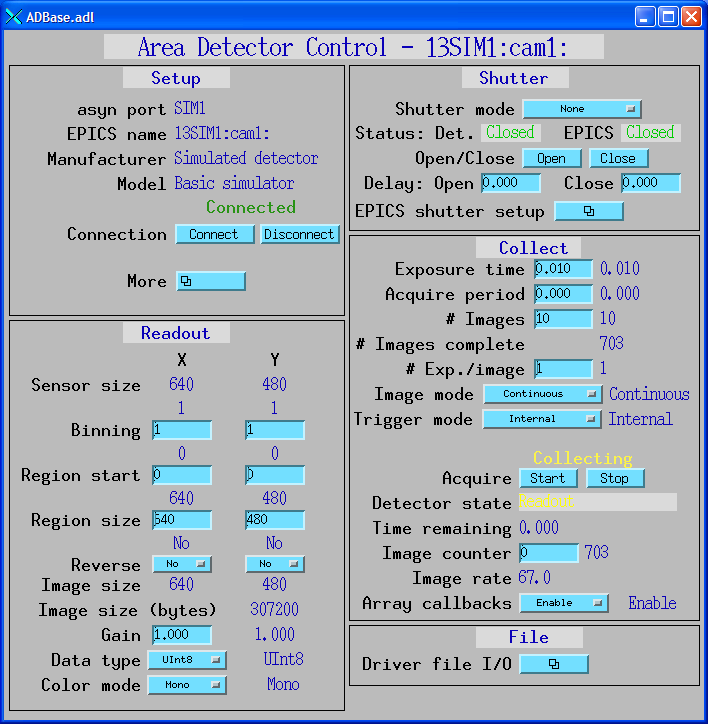 ADBase.adl
Area Detector Control - 13SIM1:cam1:
Setup
asyn port SIM1
EPICS name 13SIM1:cam1:
Manufacturer Simulated detector
Model Basic simulator
Connected
Connection Connect Disconnect
More
Shutter
Shutter mode None
Status: Det. Closed EPICS Closed
Open/Close Open Close
Delay: Open 0.000 Close 0.000
EPICS shutter setup
Readout
X Y
Sensor size 640 480
1 1
Binning 1 1
0 0
Region start 0 0
640 480
Region size 640 480
No No
Reverse No No
Image size 640 480
Image size (bytes) 307200
Gain 1.000 1.000
Data type UInt8 UInt8
Color mode Mono Mono
Collect
Exposure time 0.010 0.010
Acquire period 0.000 0.000
# Images 10 10
# Images complete 703
# Exp./image 1 1
Image mode Continuous Continuous
Trigger mode Internal Internal
Collecting
Acquire Start Stop
Detector state
Time remaining 0.000
Image counter 0 703
Image rate 67.0
Array callbacks Enable Enable
File
Driver file I/O